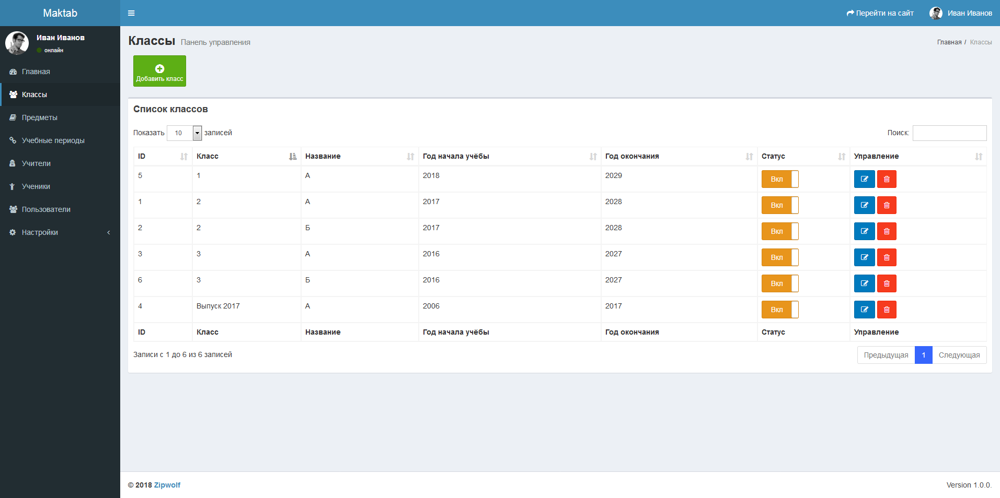 Maktab
Перейти на сайт
Иван Иванов
Иван Иванов
онлайн
Главная
Классы
Предметы
Учебные периоды
Учители
Ученики
Пользователи
Настройки
Классы Панель управления
Главная / Классы
Добавить класс
Список классов
Показать 10 записей
Поиск:
ID Класс Название Год начала учёбы Год окончания Статус Управление
5 1 А 2018 2029 Вкл
1 2 А 2017 2028 Вкл
2 2 Б 2017 2028 Вкл
3 3 А 2016 2027 Вкл
6 3 Б 2016 2027 Вкл
4 Выпуск 2017 А 2006 2017 Вкл
ID Класс Название Год начала учёбы Год окончания Статус Управление
Записи с 1 до 6 из 6 записей
Предыдущая 1 Следующая
© 2018 Zipwolf
Version 1.0.0.